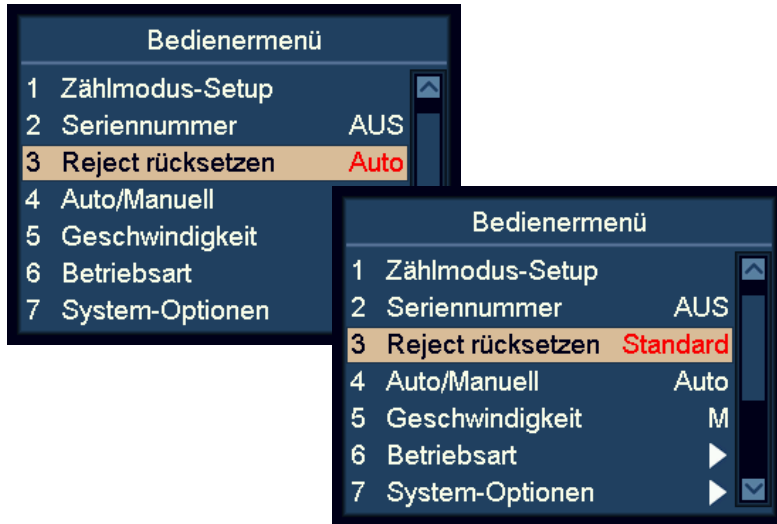 Bedienermenü
1 Zählmodus-Setup
2 Seriennummer AUS
3 Reject rücksetzen Auto
4 Auto/Manuell
5 Geschwindigkeit
6 Betriebsart
7 System-Optionen
Bedienermenü
1 Zählmodus-Setup
2 Seriennummer AUS
3 Reject rücksetzen Standard
4 Auto/Manuell Auto
5 Geschwindigkeit M
6 Betriebsart
7 System-Optionen